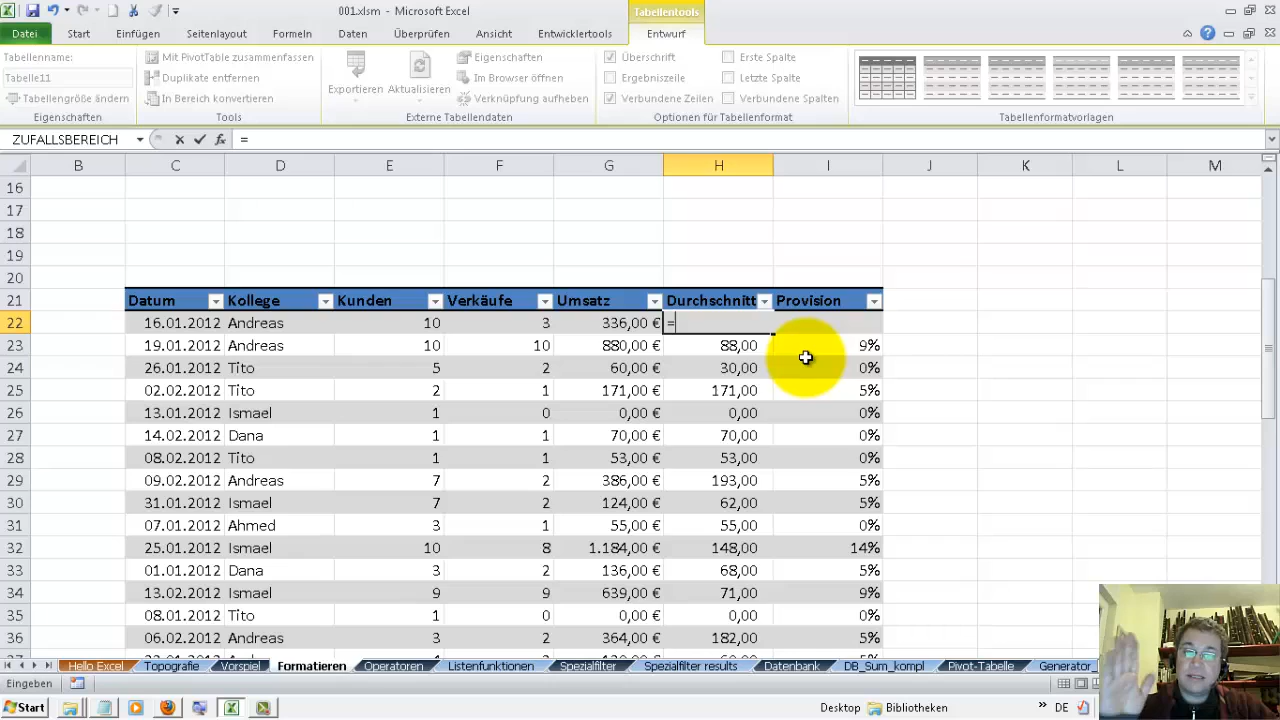 001.xlsm - Microsoft Excel
Tabellentools
Datei Start Einfügen Seitenlayout Formeln Daten Überprüfen Ansicht Entwicklertools Entwurf
Tabellenname:
Tabelle11
Tabellengröße ändern
Eigenschaften
Mit PivotTable zusammenfassen
Duplikate entfernen
In Bereich konvertieren
Tools
Exportieren Aktualisieren
Eigenschaften
Im Browser öffnen
Verknüpfung aufheben
Externe Tabellendaten
Überschrift Erste Spalte
Ergebniszeile Letzte Spalte
Verbundene Zeilen Verbundene Spalten
Optionen für Tabellenformat
Tabellenformatvorlagen
ZUFALLSBEREICH fx =
B C D E F G H I J K L M
16
17
18
19
20
21 Datum Kollege Kunden Verkäufe Umsatz Durchschnitt Provision
22 16.01.2012 Andreas 10 3 336,00 € =
23 19.01.2012 Andreas 10 10 880,00 € 88,00 9%
24 26.01.2012 Tito 5 2 60,00 € 30,00 0%
25 02.02.2012 Tito 2 1 171,00 € 171,00 5%
26 13.01.2012 Ismael 1 0 0,00 € 0,00 0%
27 14.02.2012 Dana 1 1 70,00 € 70,00 0%
28 08.02.2012 Tito 1 1 53,00 € 53,00 0%
29 09.02.2012 Andreas 7 2 386,00 € 193,00 5%
30 31.01.2012 Ismael 7 2 124,00 € 62,00 5%
31 07.01.2012 Ahmed 3 1 55,00 € 55,00 0%
32 25.01.2012 Ismael 10 8 1.184,00 € 148,00 14%
33 01.01.2012 Dana 3 2 136,00 € 68,00 5%
34 13.02.2012 Ismael 9 9 639,00 € 71,00 9%
35 08.01.2012 Tito 1 0 0,00 € 0,00 0%
36 06.02.2012 Andreas 3 2 364,00 € 182,00 5%
Hello Excel Topografie Vorspiel Formatieren Operatoren Listenfunktionen Spezialfilter Spezialfilter results Datenbank DB_Sum_kompl Pivot-Tabelle Generator_
Eingeben
Start Desktop Bibliotheken DE